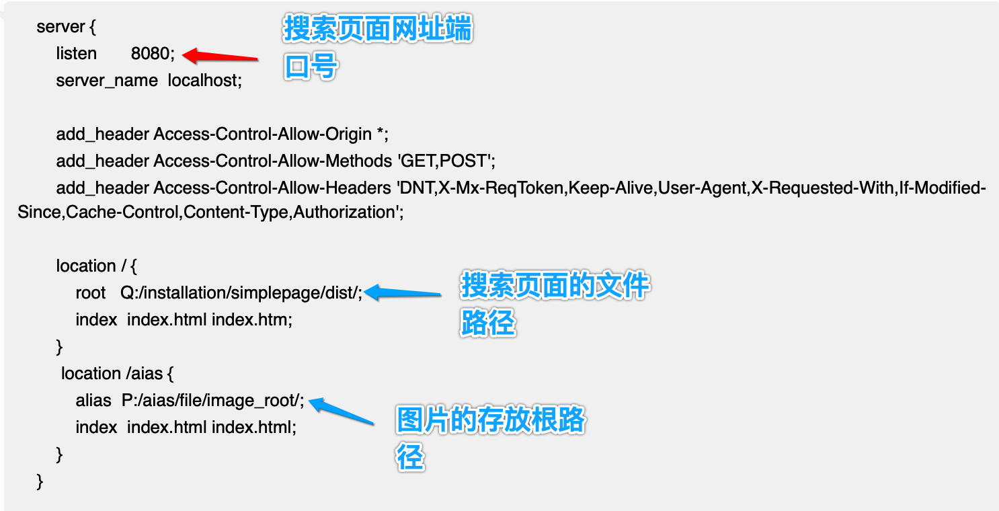 server {
listen 8080;
搜索页面网址端
口号
server_name localhost;
add_header Access-Control-Allow-Origin *;
add_header Access-Control-Allow-Methods 'GET,POST';
add_header Access-Control-Allow-Headers 'DNT,X-Mx-ReqToken,Keep-Alive,User-Agent,X-Requested-With,If-Modified-
Since,Cache-Control,Content-Type,Authorization';
location / {
root Q:/installation/simplepage/dist/;
搜索页面的文件
路径
index index.html index.htm;
}
location /aias {
alias P:/aias/file/image_root/;
图片的存放根路
径
index index.html index.html;
}
}